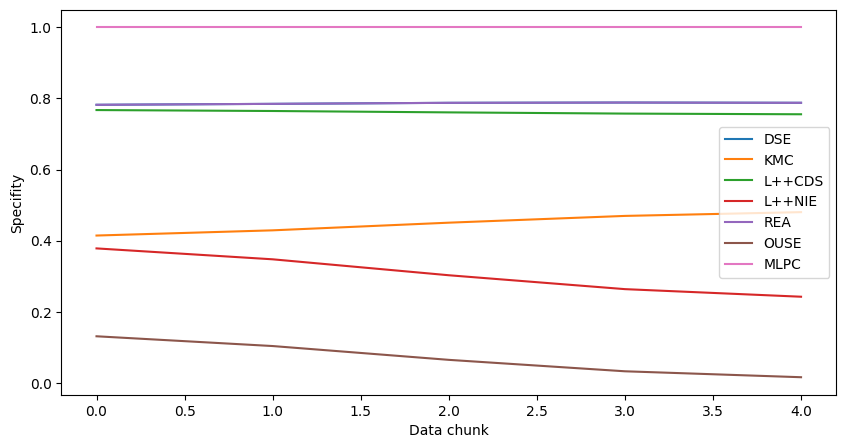 1.0
0.8
0.6
0.4
0.2
0.0
Specifity
0.0 0.5 1.0 1.5 2.0 2.5 3.0 3.5 4.0
Data chunk
DSE
KMC
L++CDS
L++NIE
REA
OUSE
MLPC